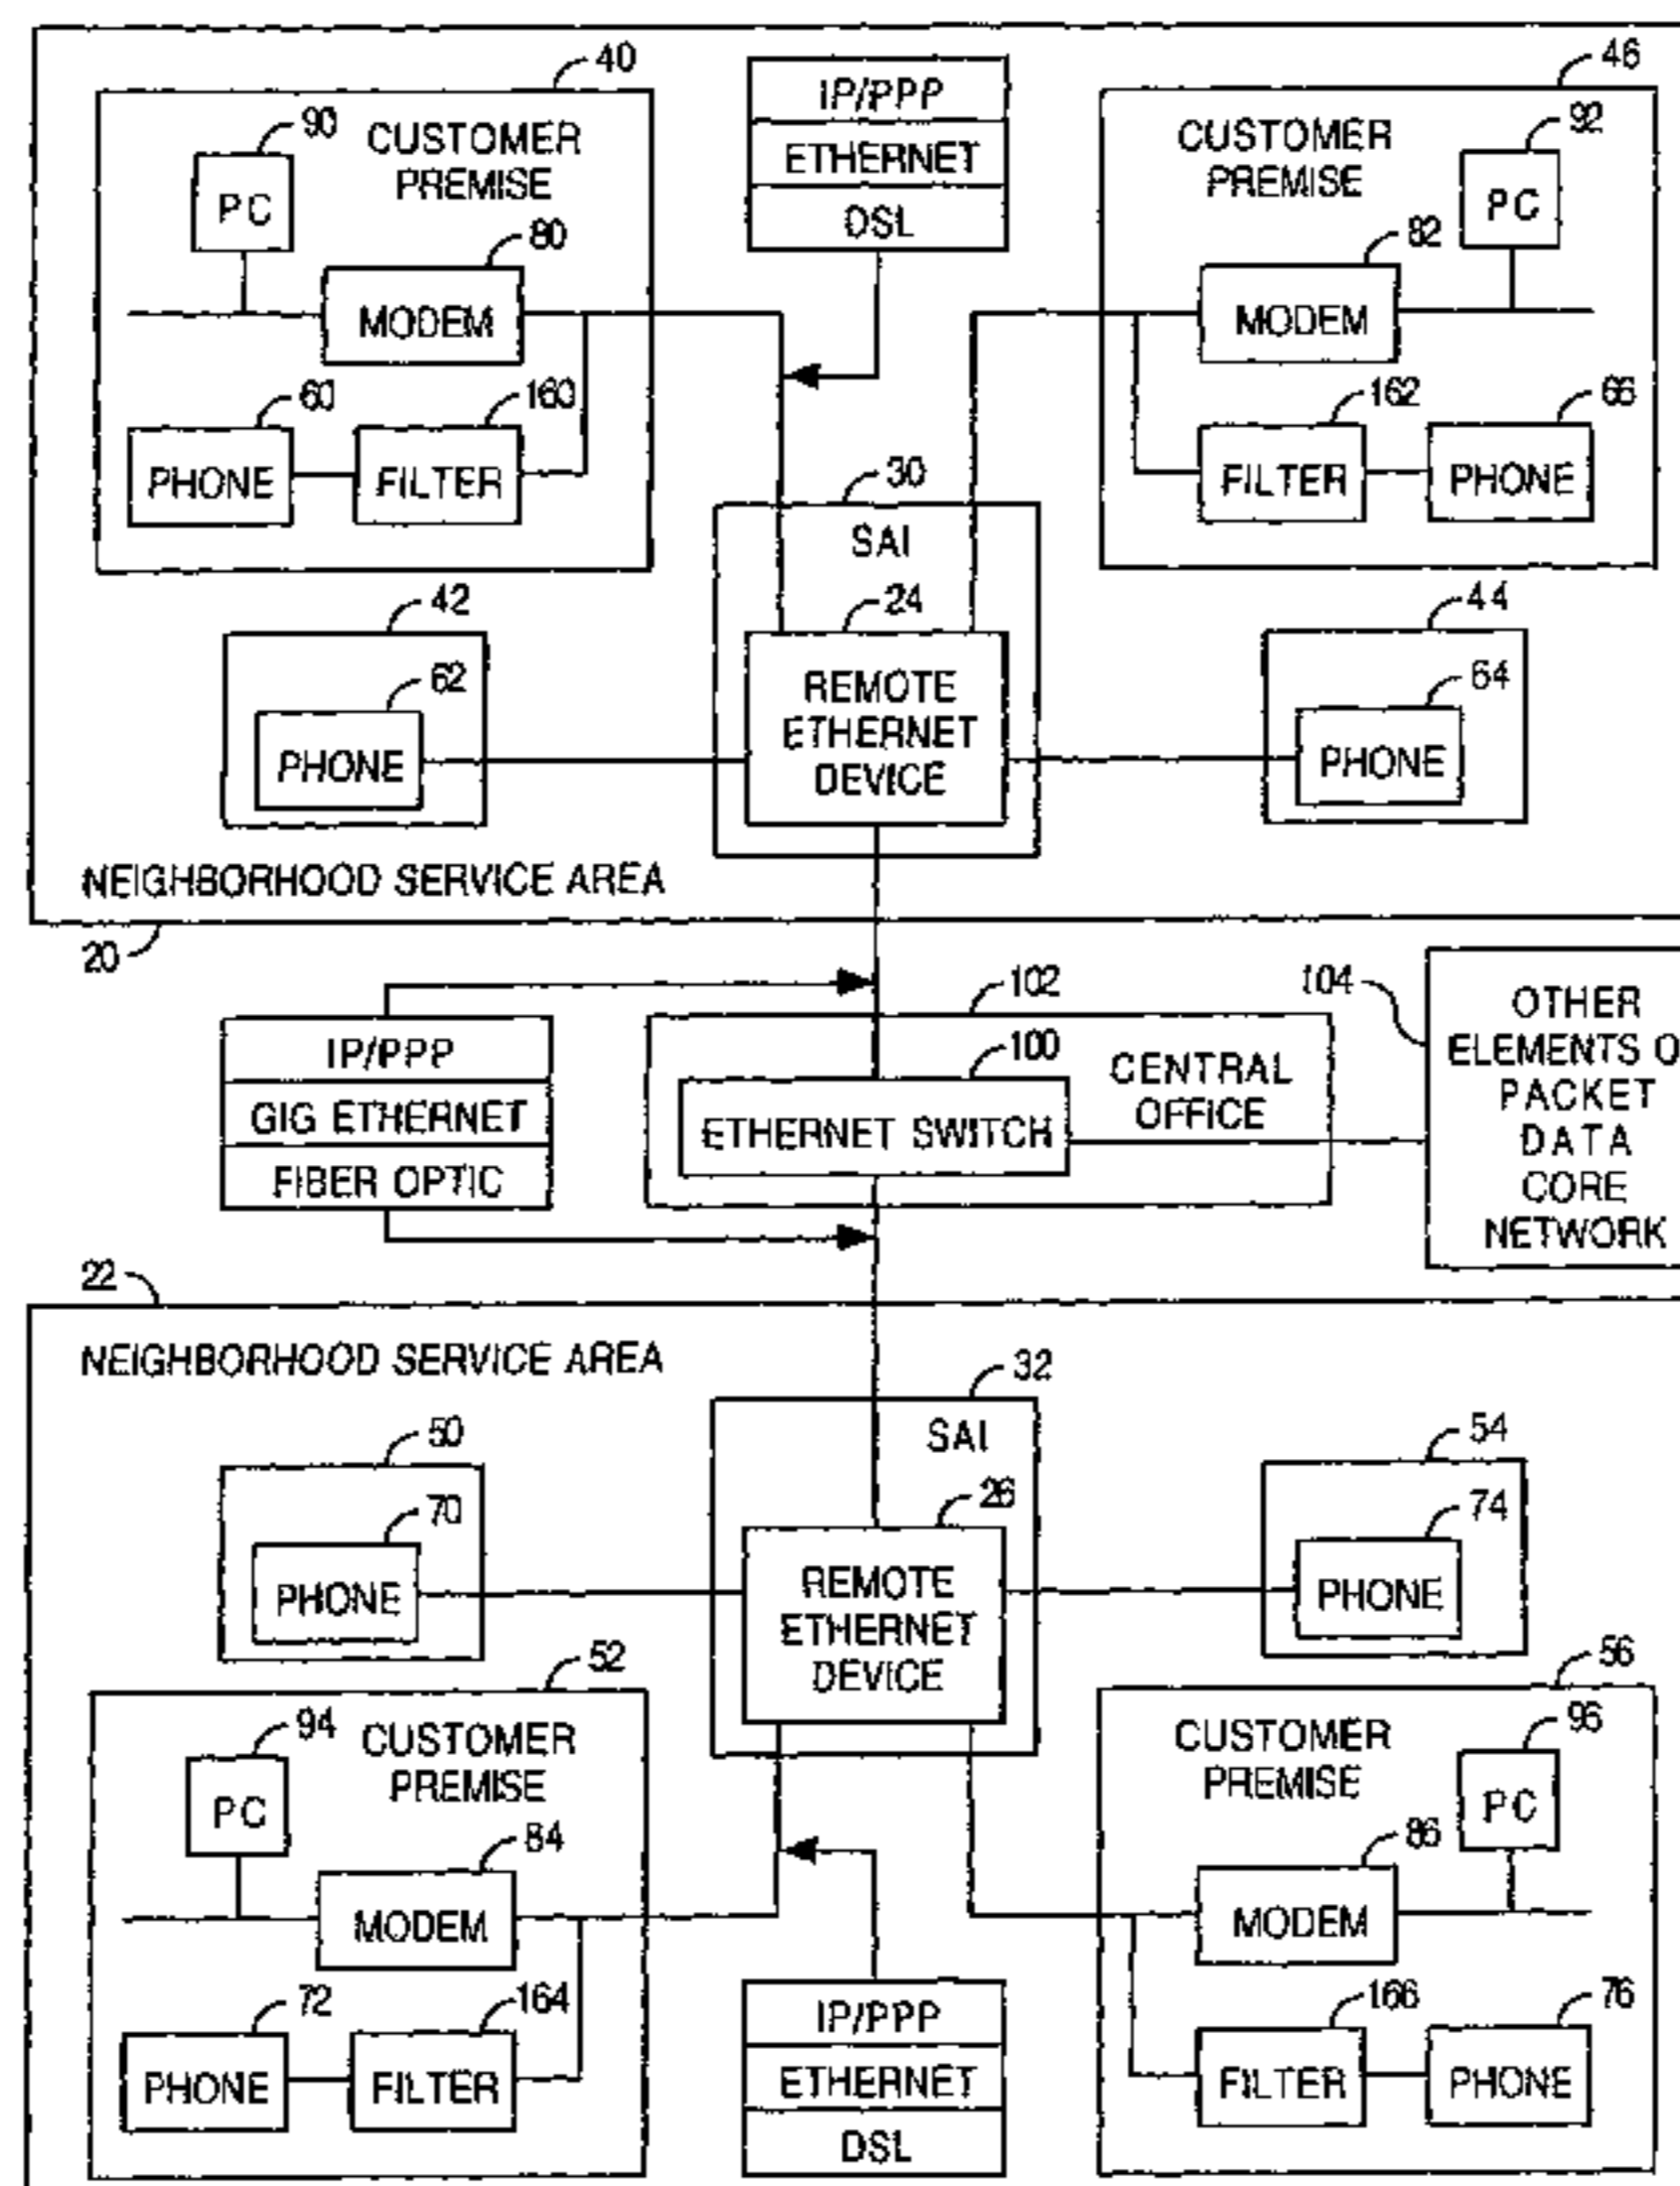 40
46
IP/PPP
ETHERNET
DSL
90
CUSTOMER
PREMISE
PC
80
MODEM
60
160
PHONE
FILTER
CUSTOMER
PREMISE
92
PC
82
MODEM
162
66
FILTER
PHONE
30
SAI
24
REMOTE
ETHERNET
DEVICE
42
62
PHONE
44
64
PHONE
NEIGHBORHOOD SERVICE AREA
20
102
104
100
IP/PPP
GIG ETHERNET
FIBER OPTIC
ETHERNET SWITCH
CENTRAL
OFFICE
OTHER
ELEMENTS O
PACKET
DATA
CORE
NETWORK
22
NEIGHBORHOOD SERVICE AREA
32
SAI
26
REMOTE
ETHERNET
DEVICE
50
70
PHONE
54
74
PHONE
52
94
CUSTOMER
PREMISE
PC
84
MODEM
72
164
PHONE
FILTER
56
CUSTOMER
PREMISE
96
PC
86
MODEM
166
76
FILTER
PHONE
IP/PPP
ETHERNET
DSL